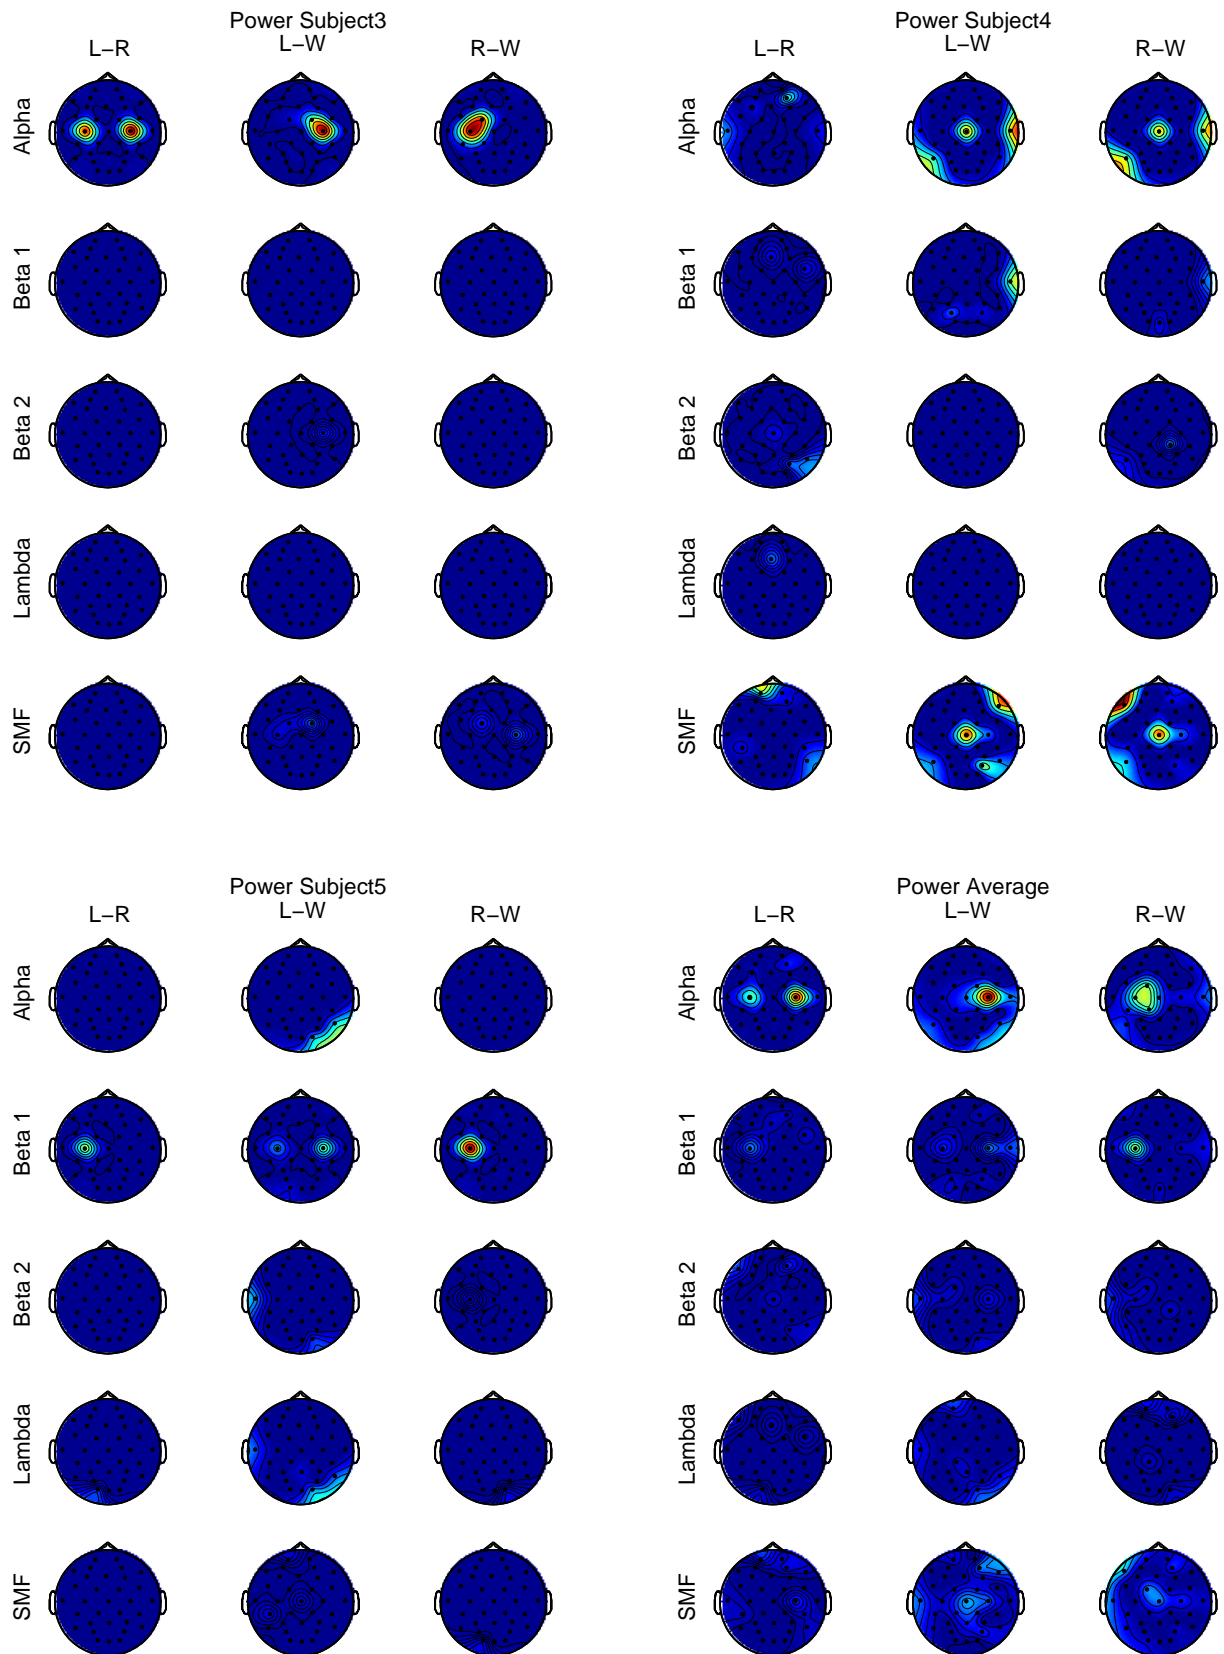 Power Subject3
L−R L−W R−W
Alpha
Beta 1
Beta 2
Lambda
SMF
Power Subject4
L−R L−W R−W
Alpha
Beta 1
Beta 2
Lambda
SMF
Power Subject5
L−R L−W R−W
Alpha
Beta 1
Beta 2
Lambda
SMF
Power Average
L−R L−W R−W
Alpha
Beta 1
Beta 2
Lambda
SMF